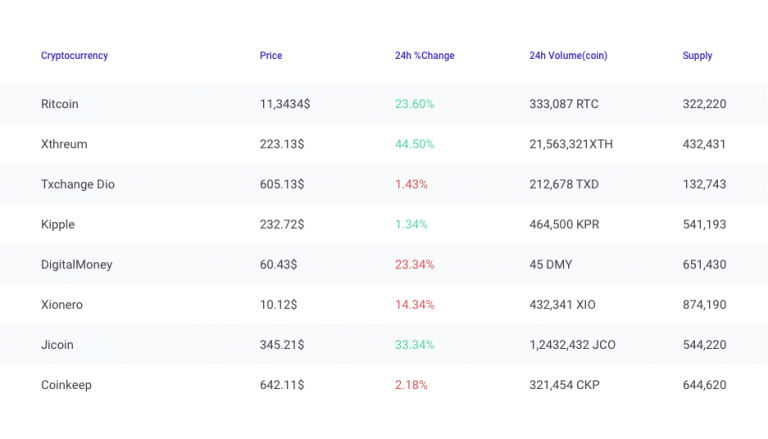 Cryptocurrency Price 24h %Change 24h Volume(coin) Supply
Ritcoin 11,3434$ 23.60% 333,087 RTC 322,220
Xthreum 223.13$ 44.50% 21,563,321XTH 432,431
Txchange Dio 605.13$ 1.43% 212,678 TXD 132,743
Kipple 232.72$ 1.34% 464,500 KPR 541,193
DigitalMoney 60.43$ 23.34% 45 DMY 651,430
Xionero 10.12$ 14.34% 432,341 XIO 874,190
Jicoin 345.21$ 33.34% 1,2432,432 JCO 544,220
Coinkeep 642.11$ 2.18% 321,454 CKP 644,620